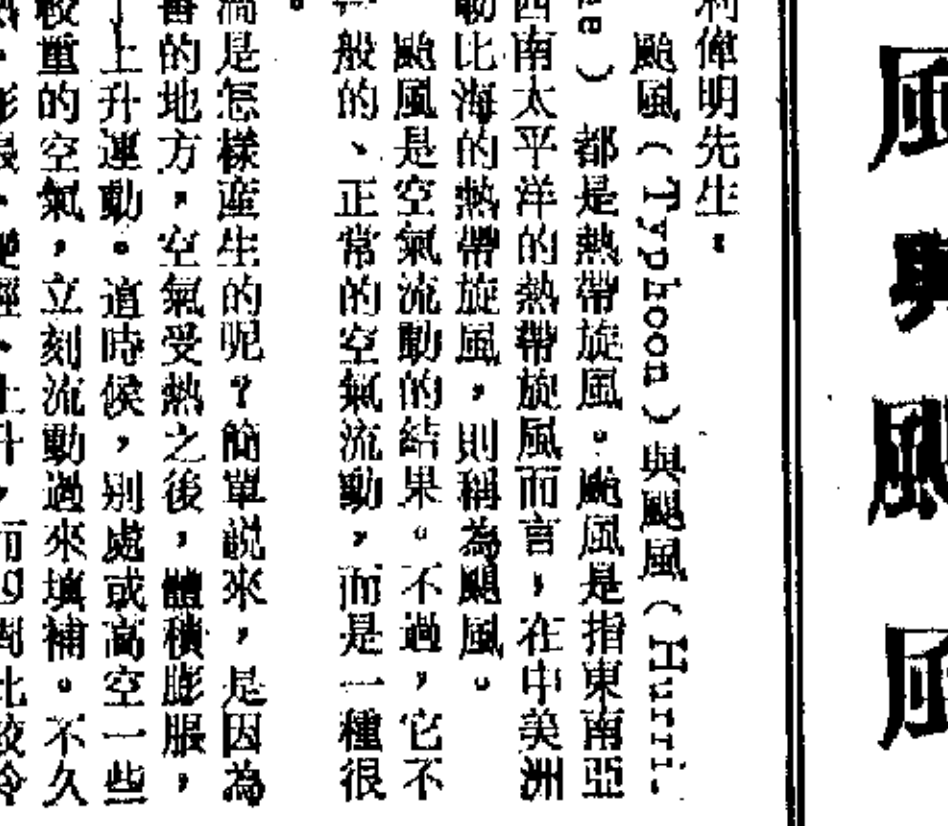 風與颶風
利偉明先生。
颱風(Typhoon)與颶風(Hurri-
ne)都是熱帶旋風。颱風是指東南亞
西南太平洋的熱帶旋風而言,在中美洲
勒比海的熱帶旋風,則稱為颶風。
颱風是空氣流動的結果。不過,它不
般的、正常的空氣流動,而是一種很
。
渦是怎樣產生的呢?簡單説來,是因為
番的地方,空氣受熱之後,體積膨脹,
上升運動。這時候,別處或高空一些
較重的空氣,立刻流動過來填補。不久
、上升,而四周比較冷